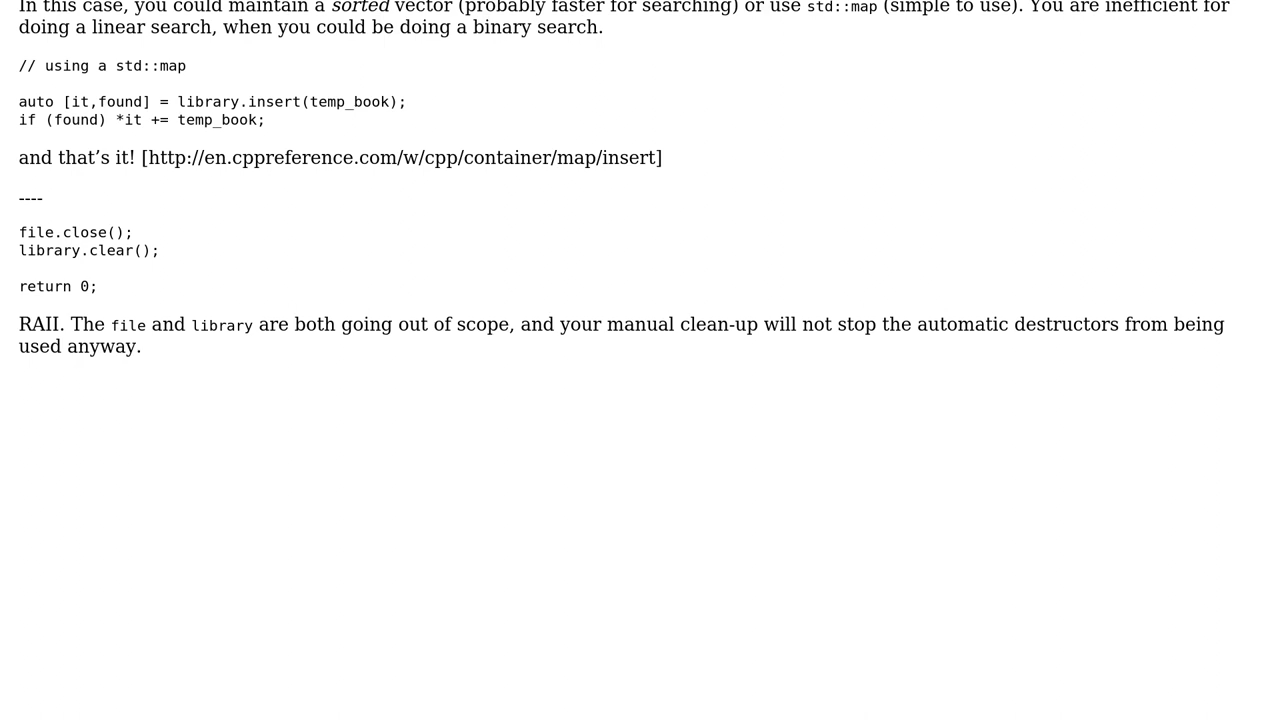 In this case, you could maintain a sorted vector (probably faster for searching) or use std::map (simple to use). You are inefficient for
doing a linear search, when you could be doing a binary search.
// using a std::map
auto [it,found] = library.insert(temp_book);
if (found) *it += temp_book;
and that’s it! [http://en.cppreference.com/w/cpp/container/map/insert]
----
file.close();
library.clear();
return 0;
RAII. The file and library are both going out of scope, and your manual clean-up will not stop the automatic destructors from being
used anyway.